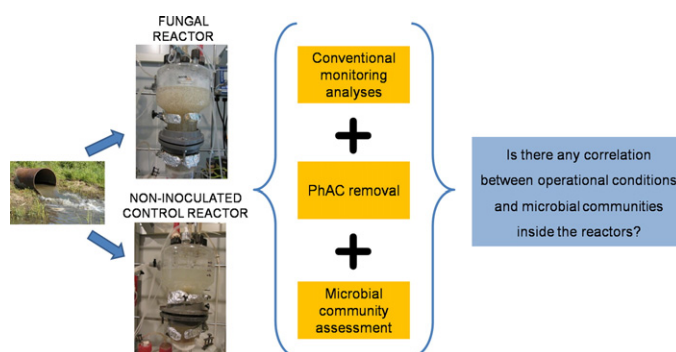 FUNGAL
REACTOR
NON-INOCULATED
CONTROL REACTOR
Conventional
monitoring
analyses
PhAC removal
Microbial
community
assessment
Is there any correlation
between operational conditions
and microbial communities
inside the reactors?